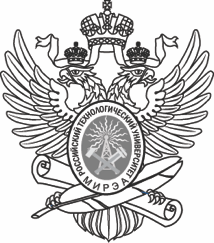 РОССИЙСКИЙ ТЕХНОЛОГИЧЕСКИЙ УНИВЕРСИТЕТ
МИРЭА